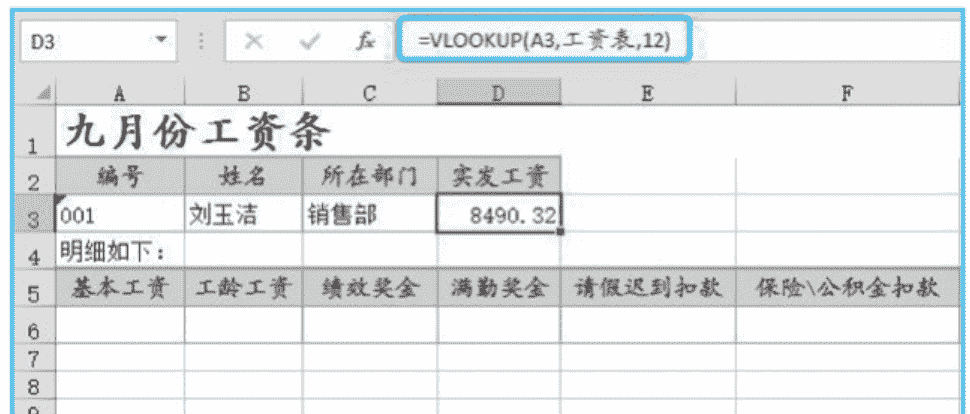 D3 fx =VLOOKUP(A3,工资表,12)
A B C D E F
1 九月份工资条
2 编号 姓名 所在部门 实发工资
3 001 刘玉洁 销售部 8490.32
4 明细如下：
5 基本工资 工龄工资 绩效奖金 满勤奖金 请假迟到扣款 保险\公积金扣款
6
7
8